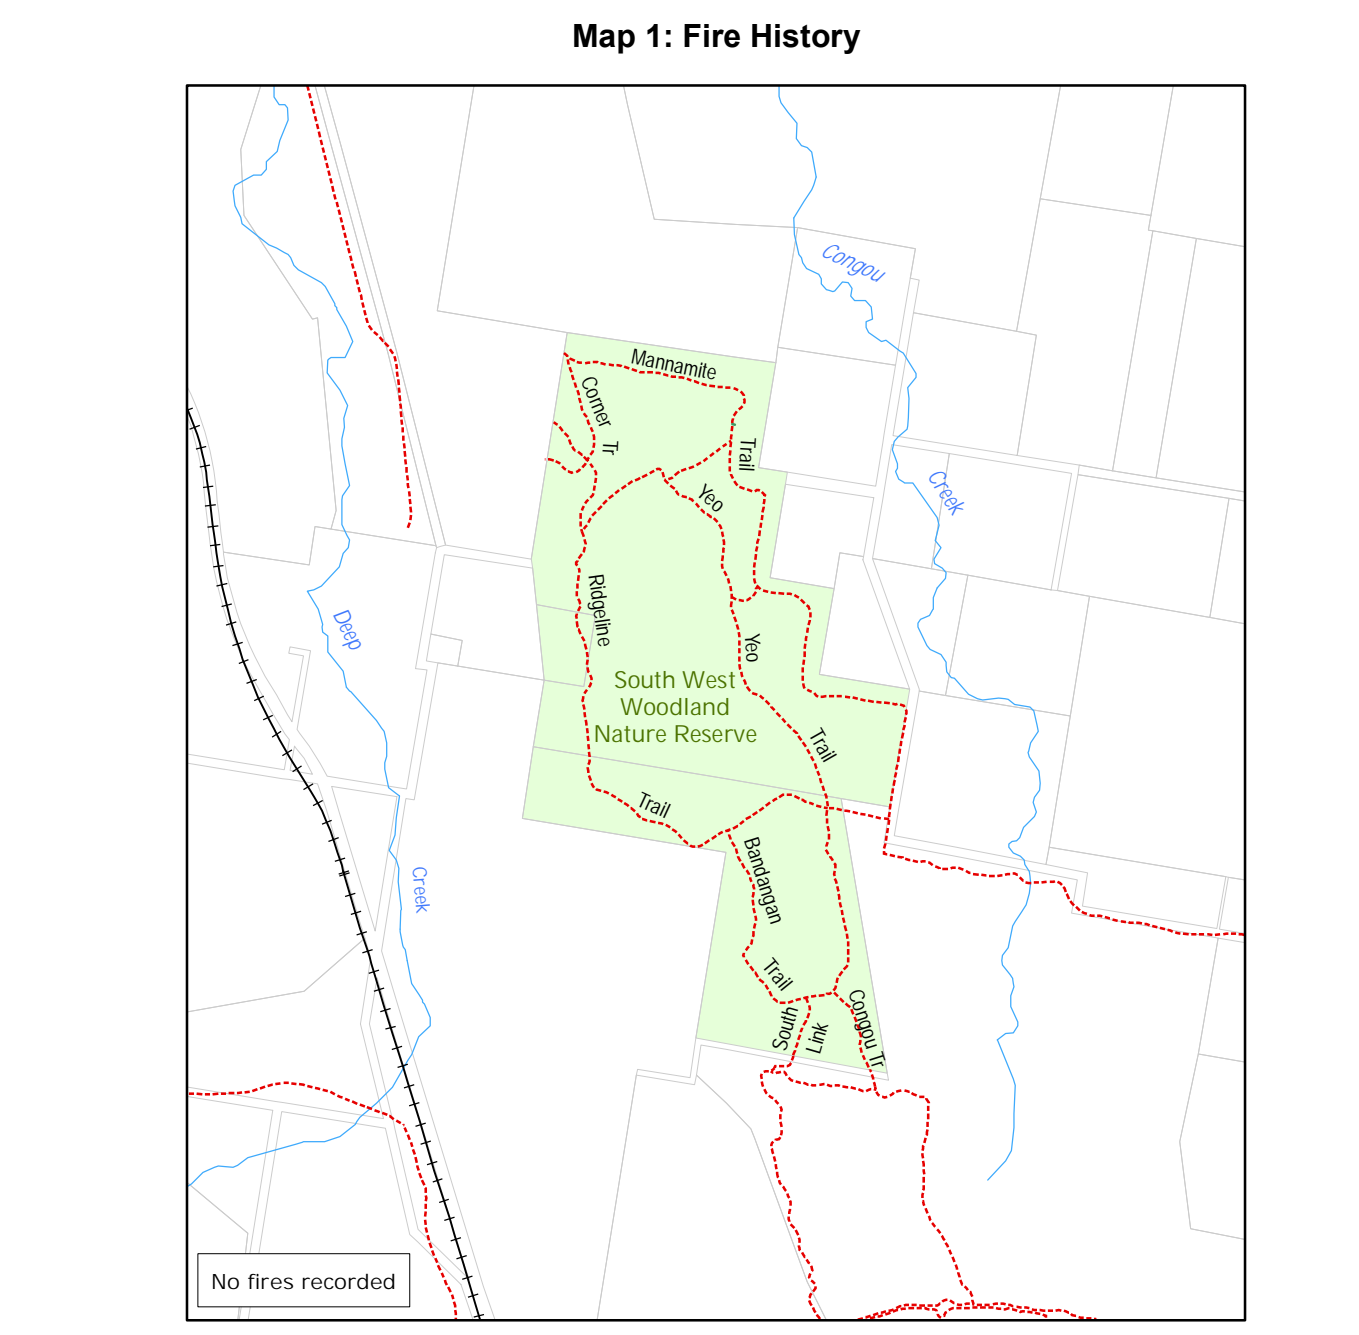 Map 1: Fire History
Congou
Mannamite
Corner
Tr
Trail
Yeo
Creek
Ridgeline
Deep
Yeo
South West
Woodland
Nature Reserve
Trail
Trail
Bandangan
Creek
Trail
South
Link
Congou Tr
No fires recorded